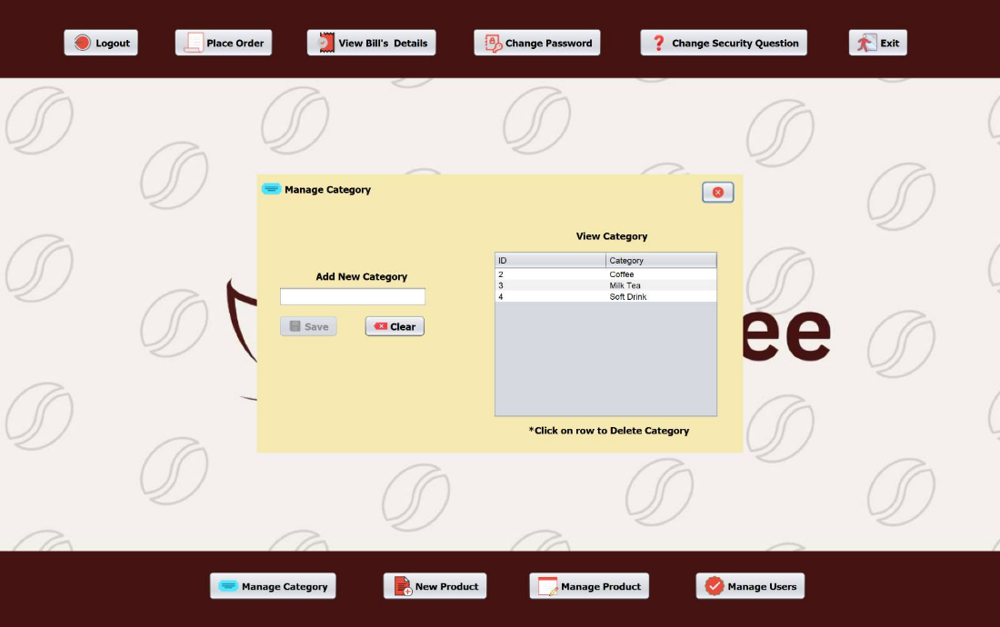 Logout
Place Order
View Bill's Details
Change Password
Change Security Question
Exit
Manage Category
View Category
ID Category
2 Coffee
3 Milk Tea
4 Soft Drink
Add New Category
Save
Clear
ee
*Click on row to Delete Category
Manage Category
New Product
Manage Product
Manage Users